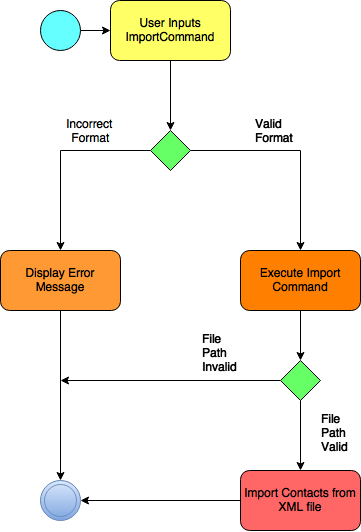 User Inputs
ImportCommand
Incorrect
Format
Valid
Format
Display Error
Message
Execute Import
Command
File
Path
Invalid
File
Path
Valid
Import Contacts from
XML file